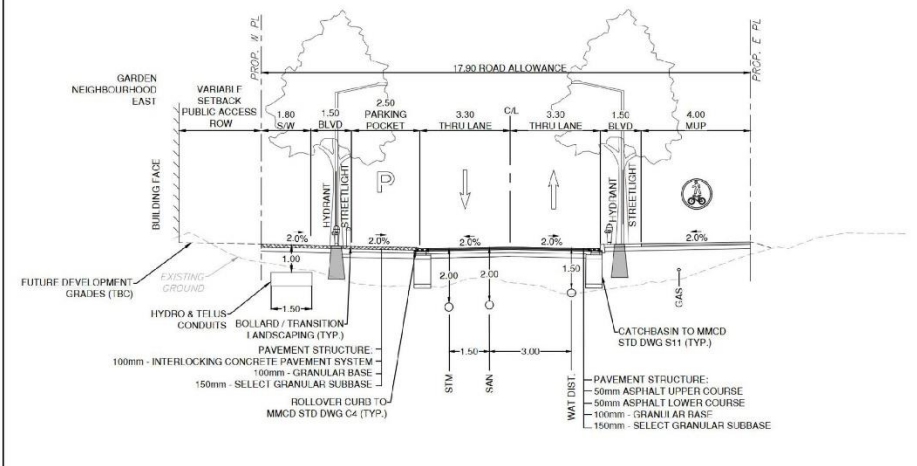 PROP. W PL
PROP. E PL
17.90 ROAD ALLOWANCE
GARDEN
NEIGHBOURHOOD
EAST
VARIABLE
SETBACK
PUBLIC ACCESS
ROW
1.80
S/W
1.50
BLVD
2.50
PARKING
POCKET
3.30
THRU LANE
C/L
3.30
THRU LANE
1.50
BLVD
4.00
MUP
BUILDING FACE
HYDRANT
STREETLIGHT
P
HYDRANT
STREETLIGHT
2.0%
2.0%
2.0%
2.0%
2.0%
1.00
2.00
2.00
1.50
FUTURE DEVELOPMENT
GRADES (TBC)
EXISTING
GROUND
GAS
HYDRO & TELUS
CONDUITS
1.50
BOLLARD / TRANSITION
LANDSCAPING (TYP.)
CATCHBASIN TO MMCD
STD DWG S11 (TYP.)
PAVEMENT STRUCTURE:
100mm - INTERLOCKING CONCRETE PAVEMENT SYSTEM
100mm - GRANULAR BASE
150mm - SELECT GRANULAR SUBBASE
1.50
3.00
STM
SAN
WAT DIST.
ROLLOVER CURB TO
MMCD STD DWG C4 (TYP.)
PAVEMENT STRUCTURE:
50mm ASPHALT UPPER COURSE
50mm ASPHALT LOWER COURSE
100mm - GRANULAR BASE
150mm - SELECT GRANULAR SUBBASE